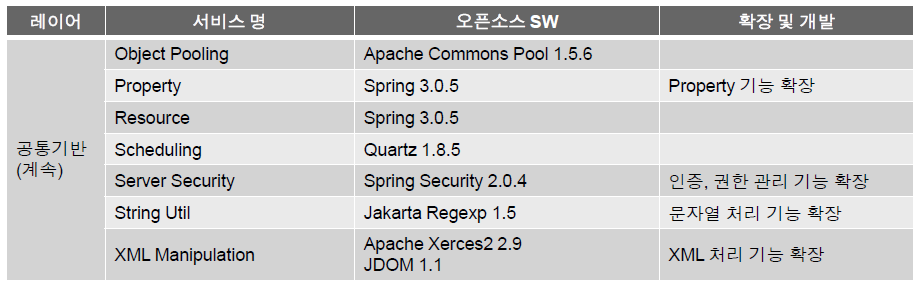 레이어 서비스 명 오픈소스 SW 확장 및 개발
공통기반
(계속)
Object Pooling Apache Commons Pool 1.5.6
Property Spring 3.0.5 Property 기능 확장
Resource Spring 3.0.5
Scheduling Quartz 1.8.5
Server Security Spring Security 2.0.4 인증, 권한 관리 기능 확장
String Util Jakarta Regexp 1.5 문자열 처리 기능 확장
XML Manipulation Apache Xerces2 2.9
JDOM 1.1 XML 처리 기능 확장